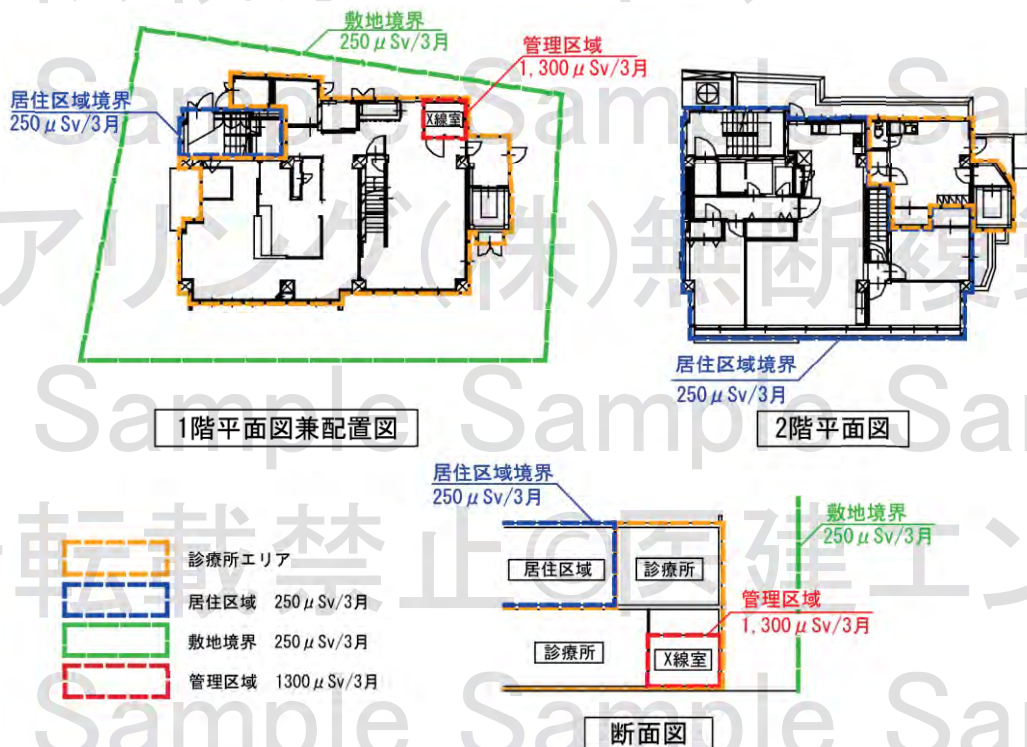 敷地境界
250μSv/3月
管理区域
1,300μSv/3月
居住区域境界
250μSv/3月
X線室
居住区域境界
250μSv/3月
1階平面図兼配置図
2階平面図
居住区域境界
250μSv/3月
敷地境界
250μSv/3月
居住区域
診療所
管理区域
1,300μSv/3月
診療所
X線室
断面図
診療所エリア
居住区域 250μSv/3月
敷地境界 250μSv/3月
管理区域 1300μSv/3月
Sample Sample Sa
アリング(株)無断複
Sample Sample Sa
転載禁止©医建エン
Sample Sample Sa